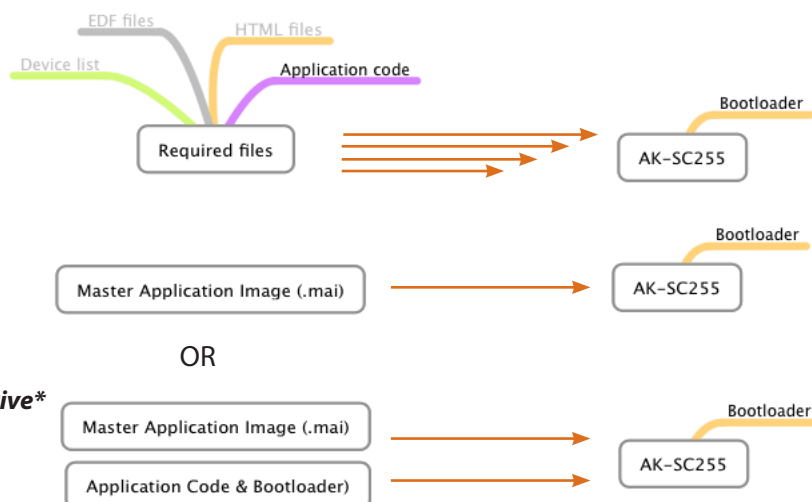 EDF files
HTML files
Device list
Application code
Required files
Bootloader
AK-SC255
Bootloader
Master Application Image (.mai)
AK-SC255
OR
ive*
Master Application Image (.mai)
Bootloader
AK-SC255
Application Code & Bootloader)